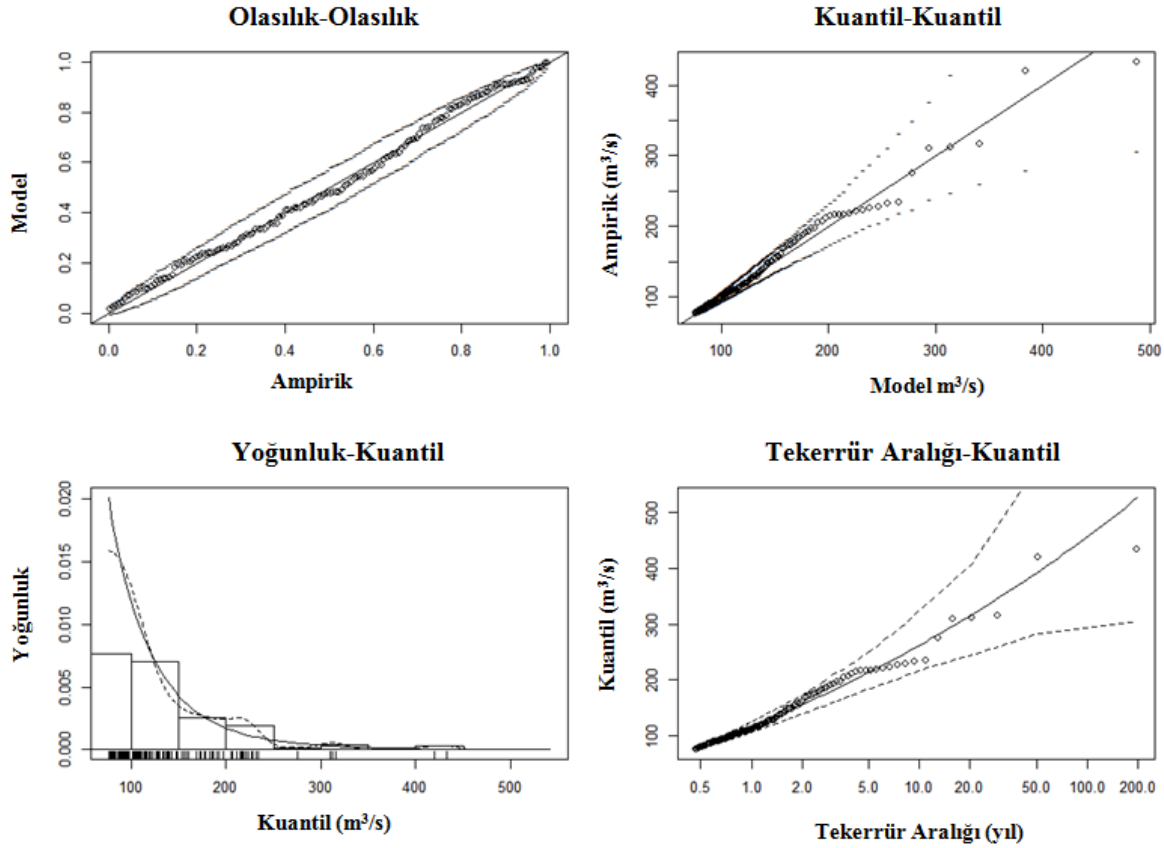 Olasılık-Olasılık
Model
1.0
0.8
0.6
0.4
0.2
0.0
0.0 0.2 0.4 0.6 0.8 1.0
Ampirik
Kuantil-Kuantil
Ampirik (m³/s)
400
300
200
100
100 200 300 400 500
Model m³/s)
Yoğunluk-Kuantil
Yoğunluk
0.020
0.015
0.010
0.005
0.000
100 200 300 400 500
Kuantil (m³/s)
Tekerrür Aralığı-Kuantil
Kuantil (m³/s)
500
400
300
200
100
0.5 1.0 2.0 5.0 10.0 20.0 50.0 100.0 200.0
Tekerrür Aralığı (yıl)